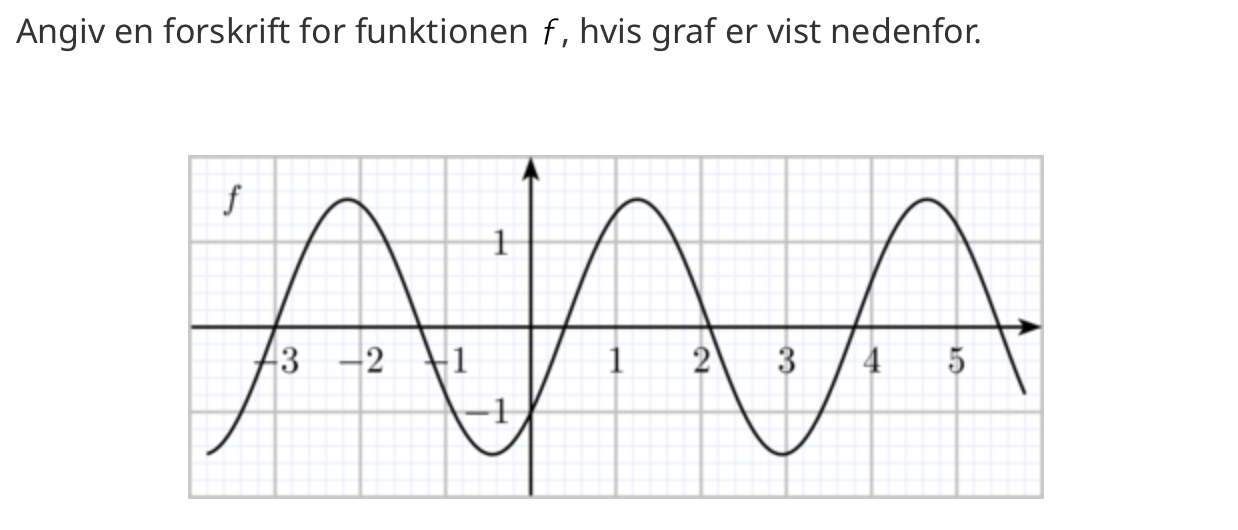 Angiv en forskrift for funktionen f, hvis graf er vist nedenfor.
f
1
−3 −2 −1 1 2 3 4 5
−1